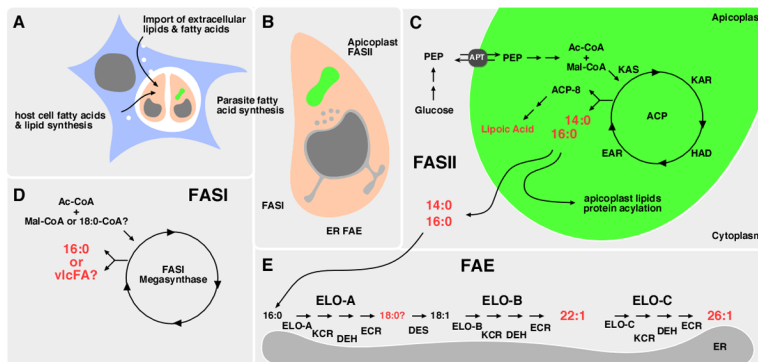 A
Import of extracellular
lipids & fatty acids
host cell fatty acids
& lipid synthesis
Parasite fatty
acid synthesis
B
Apicoplast
FASII
FASI
ER FAE
C
Apicoplast
PEP
APT
PEP
Ac-CoA
+
Mal-CoA
KAS
KAR
ACP
HAD
EAR
ACP-8
Glucose
Lipoic Acid
14:0
16:0
FASII
apicoplast lipids
protein acylation
14:0
16:0
Cytoplasm
D
FASI
Ac-CoA
+
Mal-CoA or 18:0-CoA?
16:0
or
vlcFA?
FASI
Megasynthase
E
FAE
ELO-A
ELO-B
ELO-C
16:0
18:0?
18:1
22:1
26:1
ELO-A
KCR
DEH
ECR
DES
ELO-B
KCR
DEH
ECR
ELO-C
KCR
DEH
ECR
ER